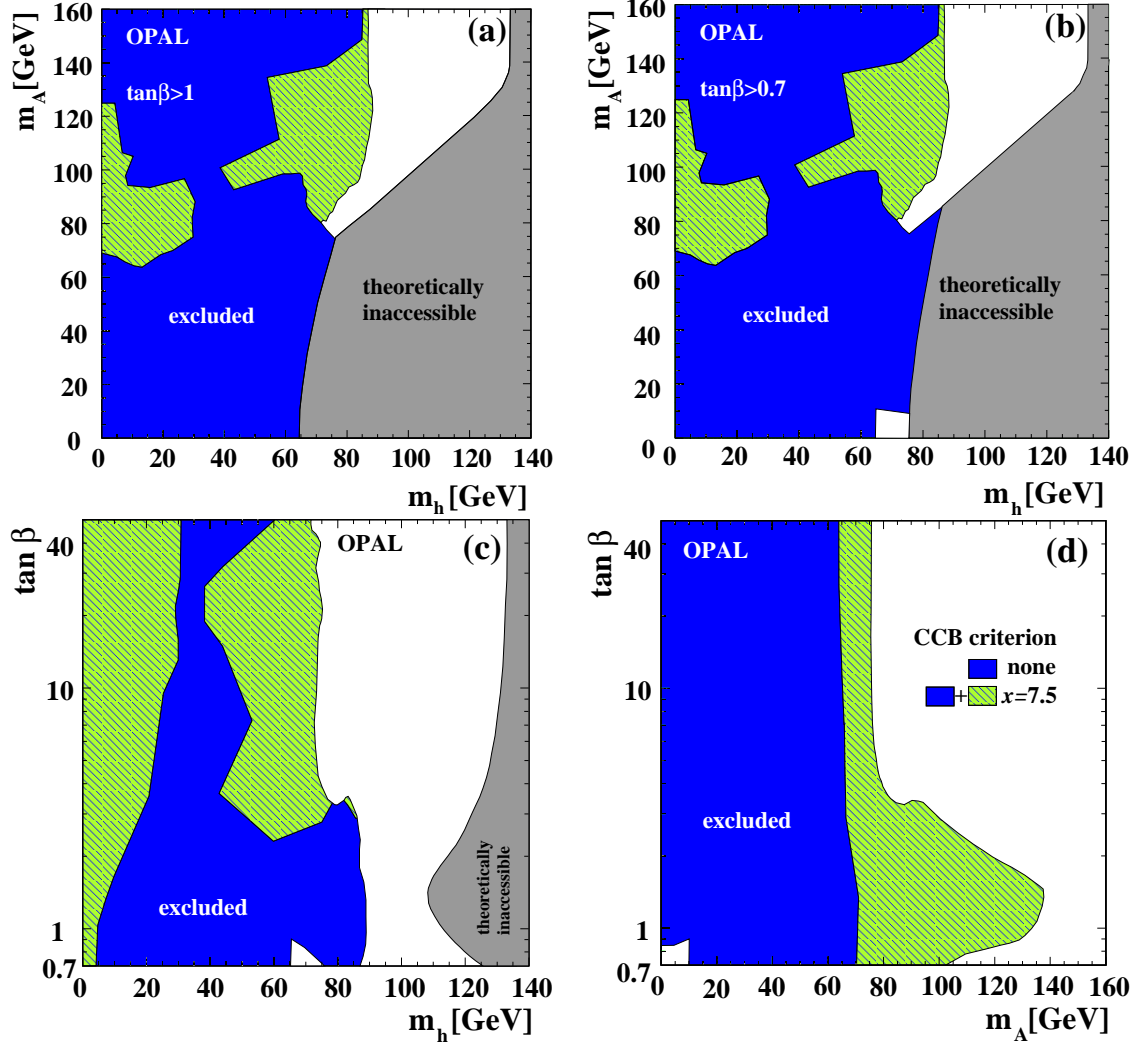 (a)
OPAL
tanβ>1
excluded
theoretically
inaccessible
m_A [GeV]
160
140
120
100
80
60
40
20
0
0 20 40 60 80 100 120 140
m_h [GeV]
(b)
OPAL
tanβ>0.7
excluded
theoretically
inaccessible
m_A [GeV]
160
140
120
100
80
60
40
20
0
0 20 40 60 80 100 120 140
m_h [GeV]
(c)
OPAL
excluded
theoretically
inaccessible
tan β
40
10
1
0.7
0 20 40 60 80 100 120 140
m_h [GeV]
(d)
OPAL
CCB criterion
none
+ x=7.5
excluded
tan β
40
10
1
0.7
0 20 40 60 80 100 120 140 160
m_A [GeV]